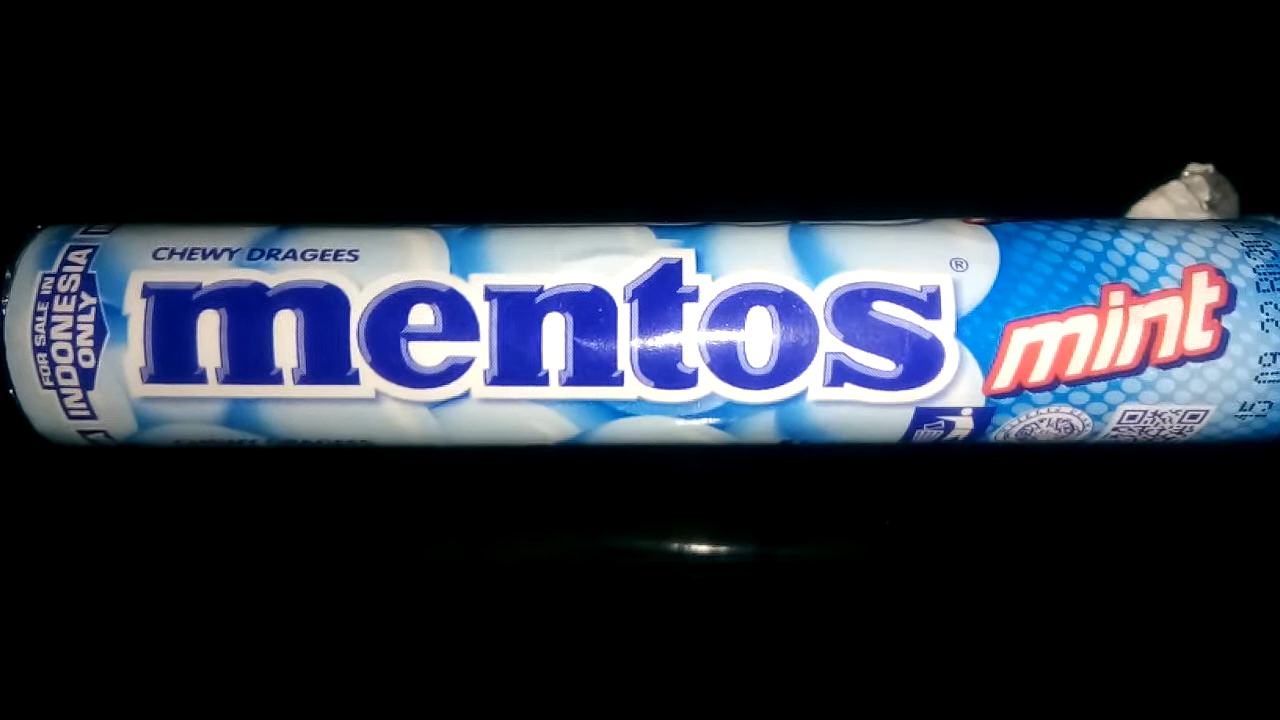 FOR SALE IN
INDONESIA
ONLY
CHEWY DRAGEES
mentos®
mint